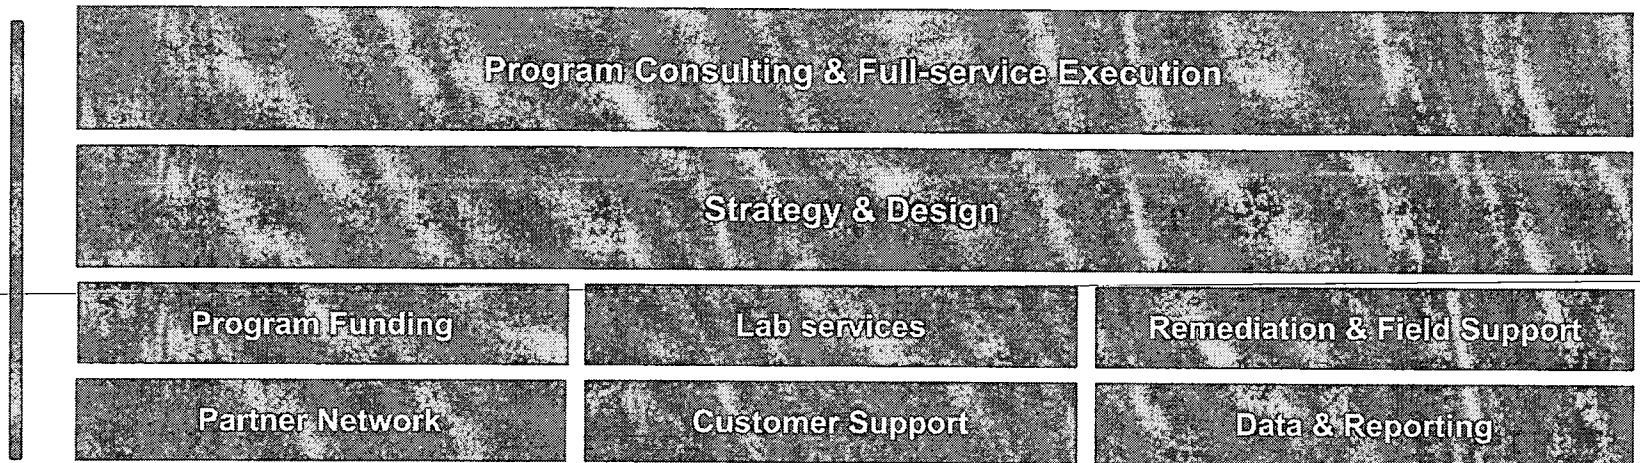 Program Consulting & Full-service Execution
Strategy & Design
Program Funding
Lab services
Remediation & Field Support
Partner Network
Customer Support
Data & Reporting